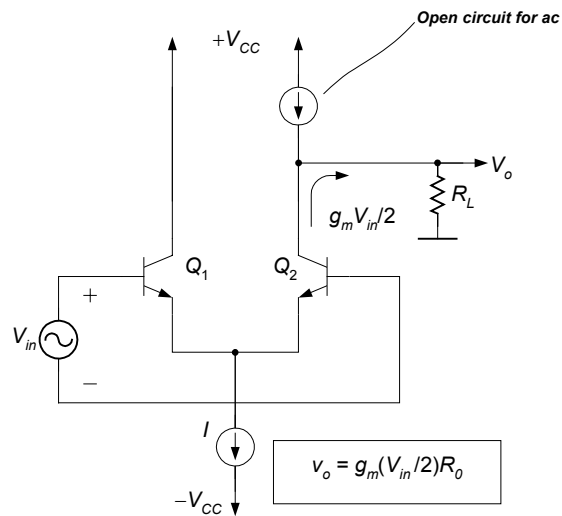 Open circuit for ac
+V_CC
V_o
g_mV_in/2
R_L
Q_1
Q_2
+
V_in
−
I
v_o = g_m(V_in/2)R_0
−V_CC